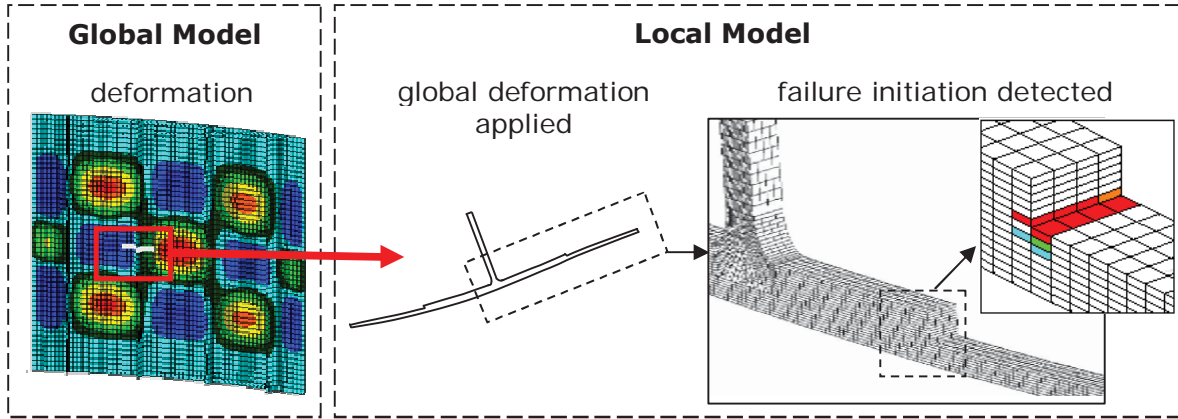 Global Model
deformation
Local Model
global deformation
applied
failure initiation detected